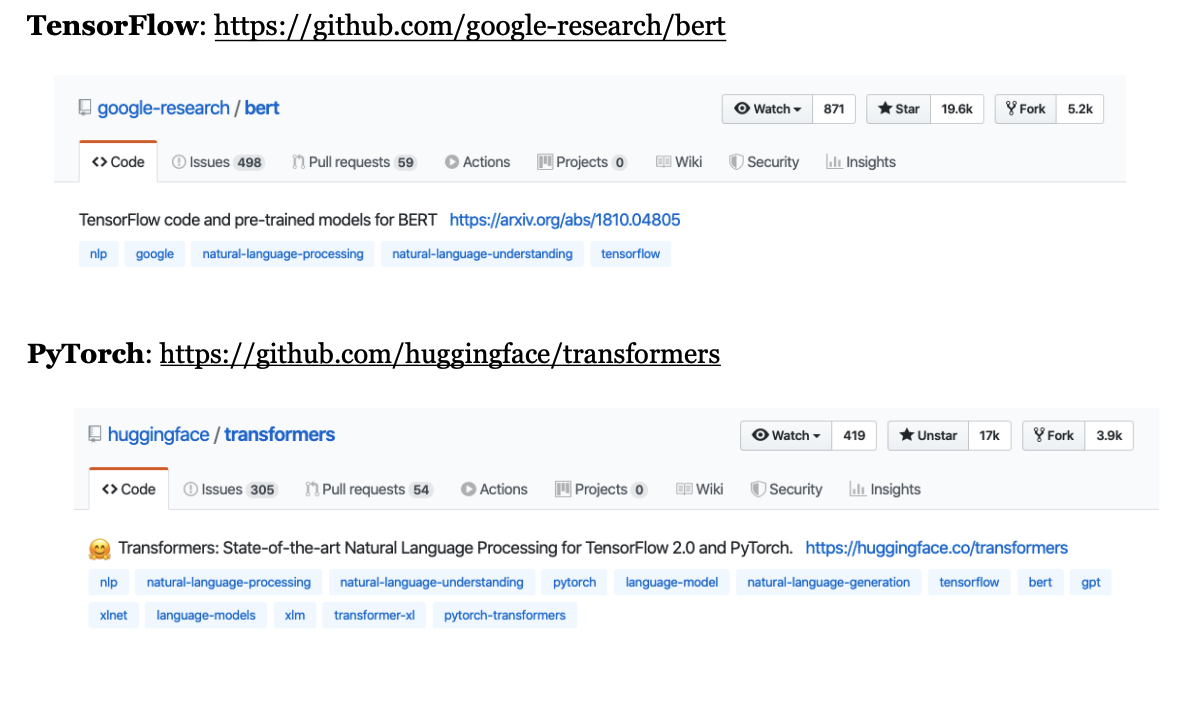 TensorFlow: https://github.com/google-research/bert
google-research / bert Watch 871 Star 19.6k Fork 5.2k
Code Issues 498 Pull requests 59 Actions Projects 0 Wiki Security Insights
TensorFlow code and pre-trained models for BERT https://arxiv.org/abs/1810.04805
nlp google natural-language-processing natural-language-understanding tensorflow
PyTorch: https://github.com/huggingface/transformers
huggingface / transformers Watch 419 Unstar 17k Fork 3.9k
Code Issues 305 Pull requests 54 Actions Projects 0 Wiki Security Insights
🤗 Transformers: State-of-the-art Natural Language Processing for TensorFlow 2.0 and PyTorch. https://huggingface.co/transformers
nlp natural-language-processing natural-language-understanding pytorch language-model natural-language-generation tensorflow bert gpt
xlnet language-models xlm transformer-xl pytorch-transformers